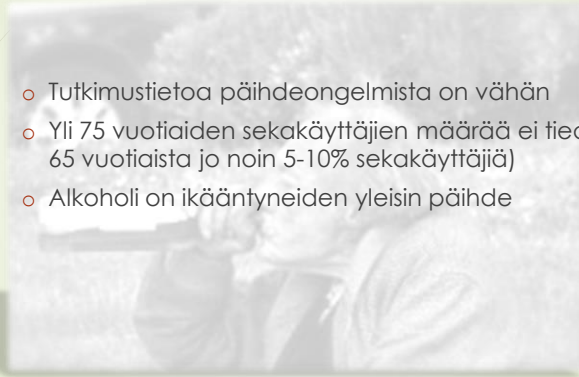 Tutkimustietoa päihdeongelmista on vähän
Yli 75 vuotiaiden sekakäyttäjien määrää ei
65 vuotiaista jo noin 5-10% sekakäyttäjiä)
Alkoholi on ikääntyneiden yleisin päihde